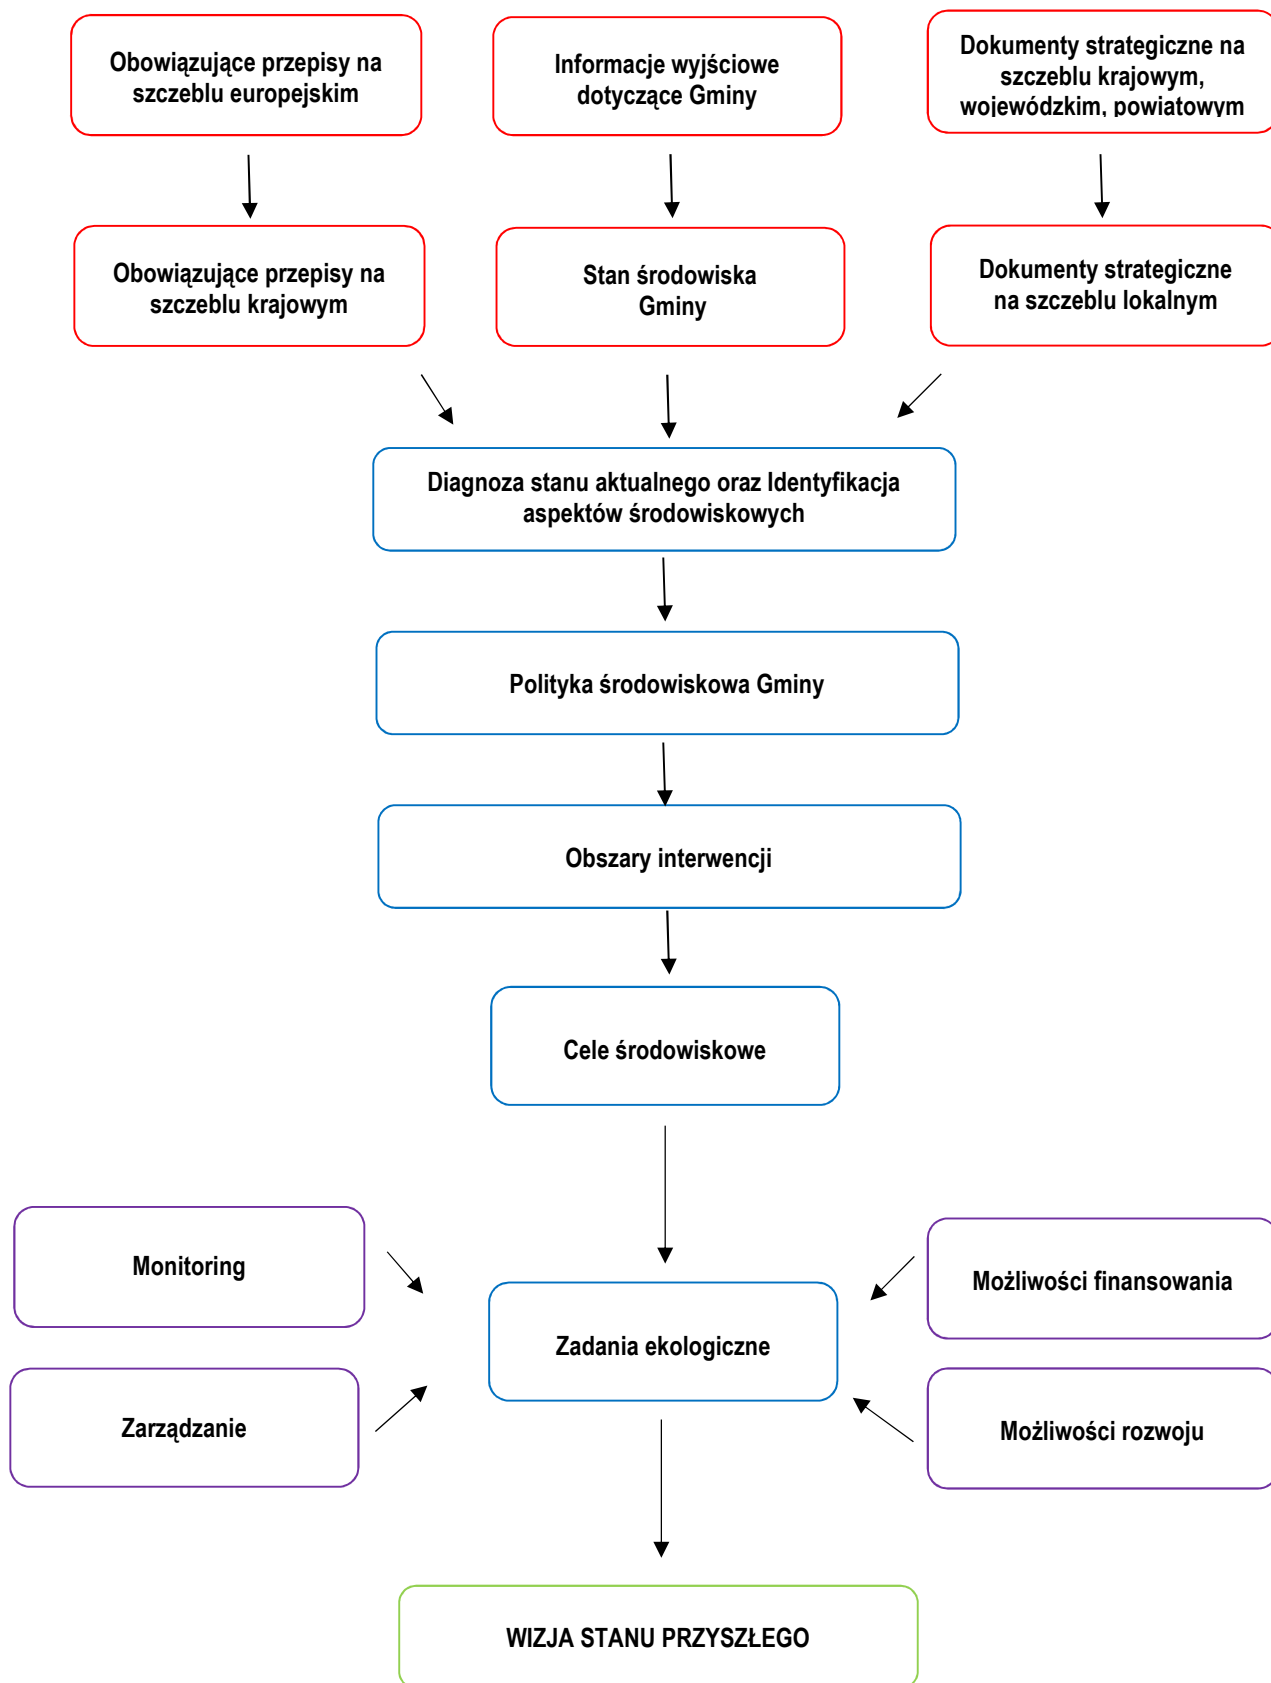 Obowiązujące przepisy na
szczeblu europejskim
Informacje wyjściowe
dotyczące Gminy
Dokumenty strategiczne na
szczeblu krajowym,
wojewódzkim, powiatowym
Obowiązujące przepisy na
szczeblu krajowym
Stan środowiska
Gminy
Dokumenty strategiczne
na szczeblu lokalnym
Diagnoza stanu aktualnego oraz Identyfikacja
aspektów środowiskowych
Polityka środowiskowa Gminy
Obszary interwencji
Cele środowiskowe
Monitoring
Możliwości finansowania
Zadania ekologiczne
Zarządzanie
Możliwości rozwoju
WIZJA STANU PRZYSZŁEGO